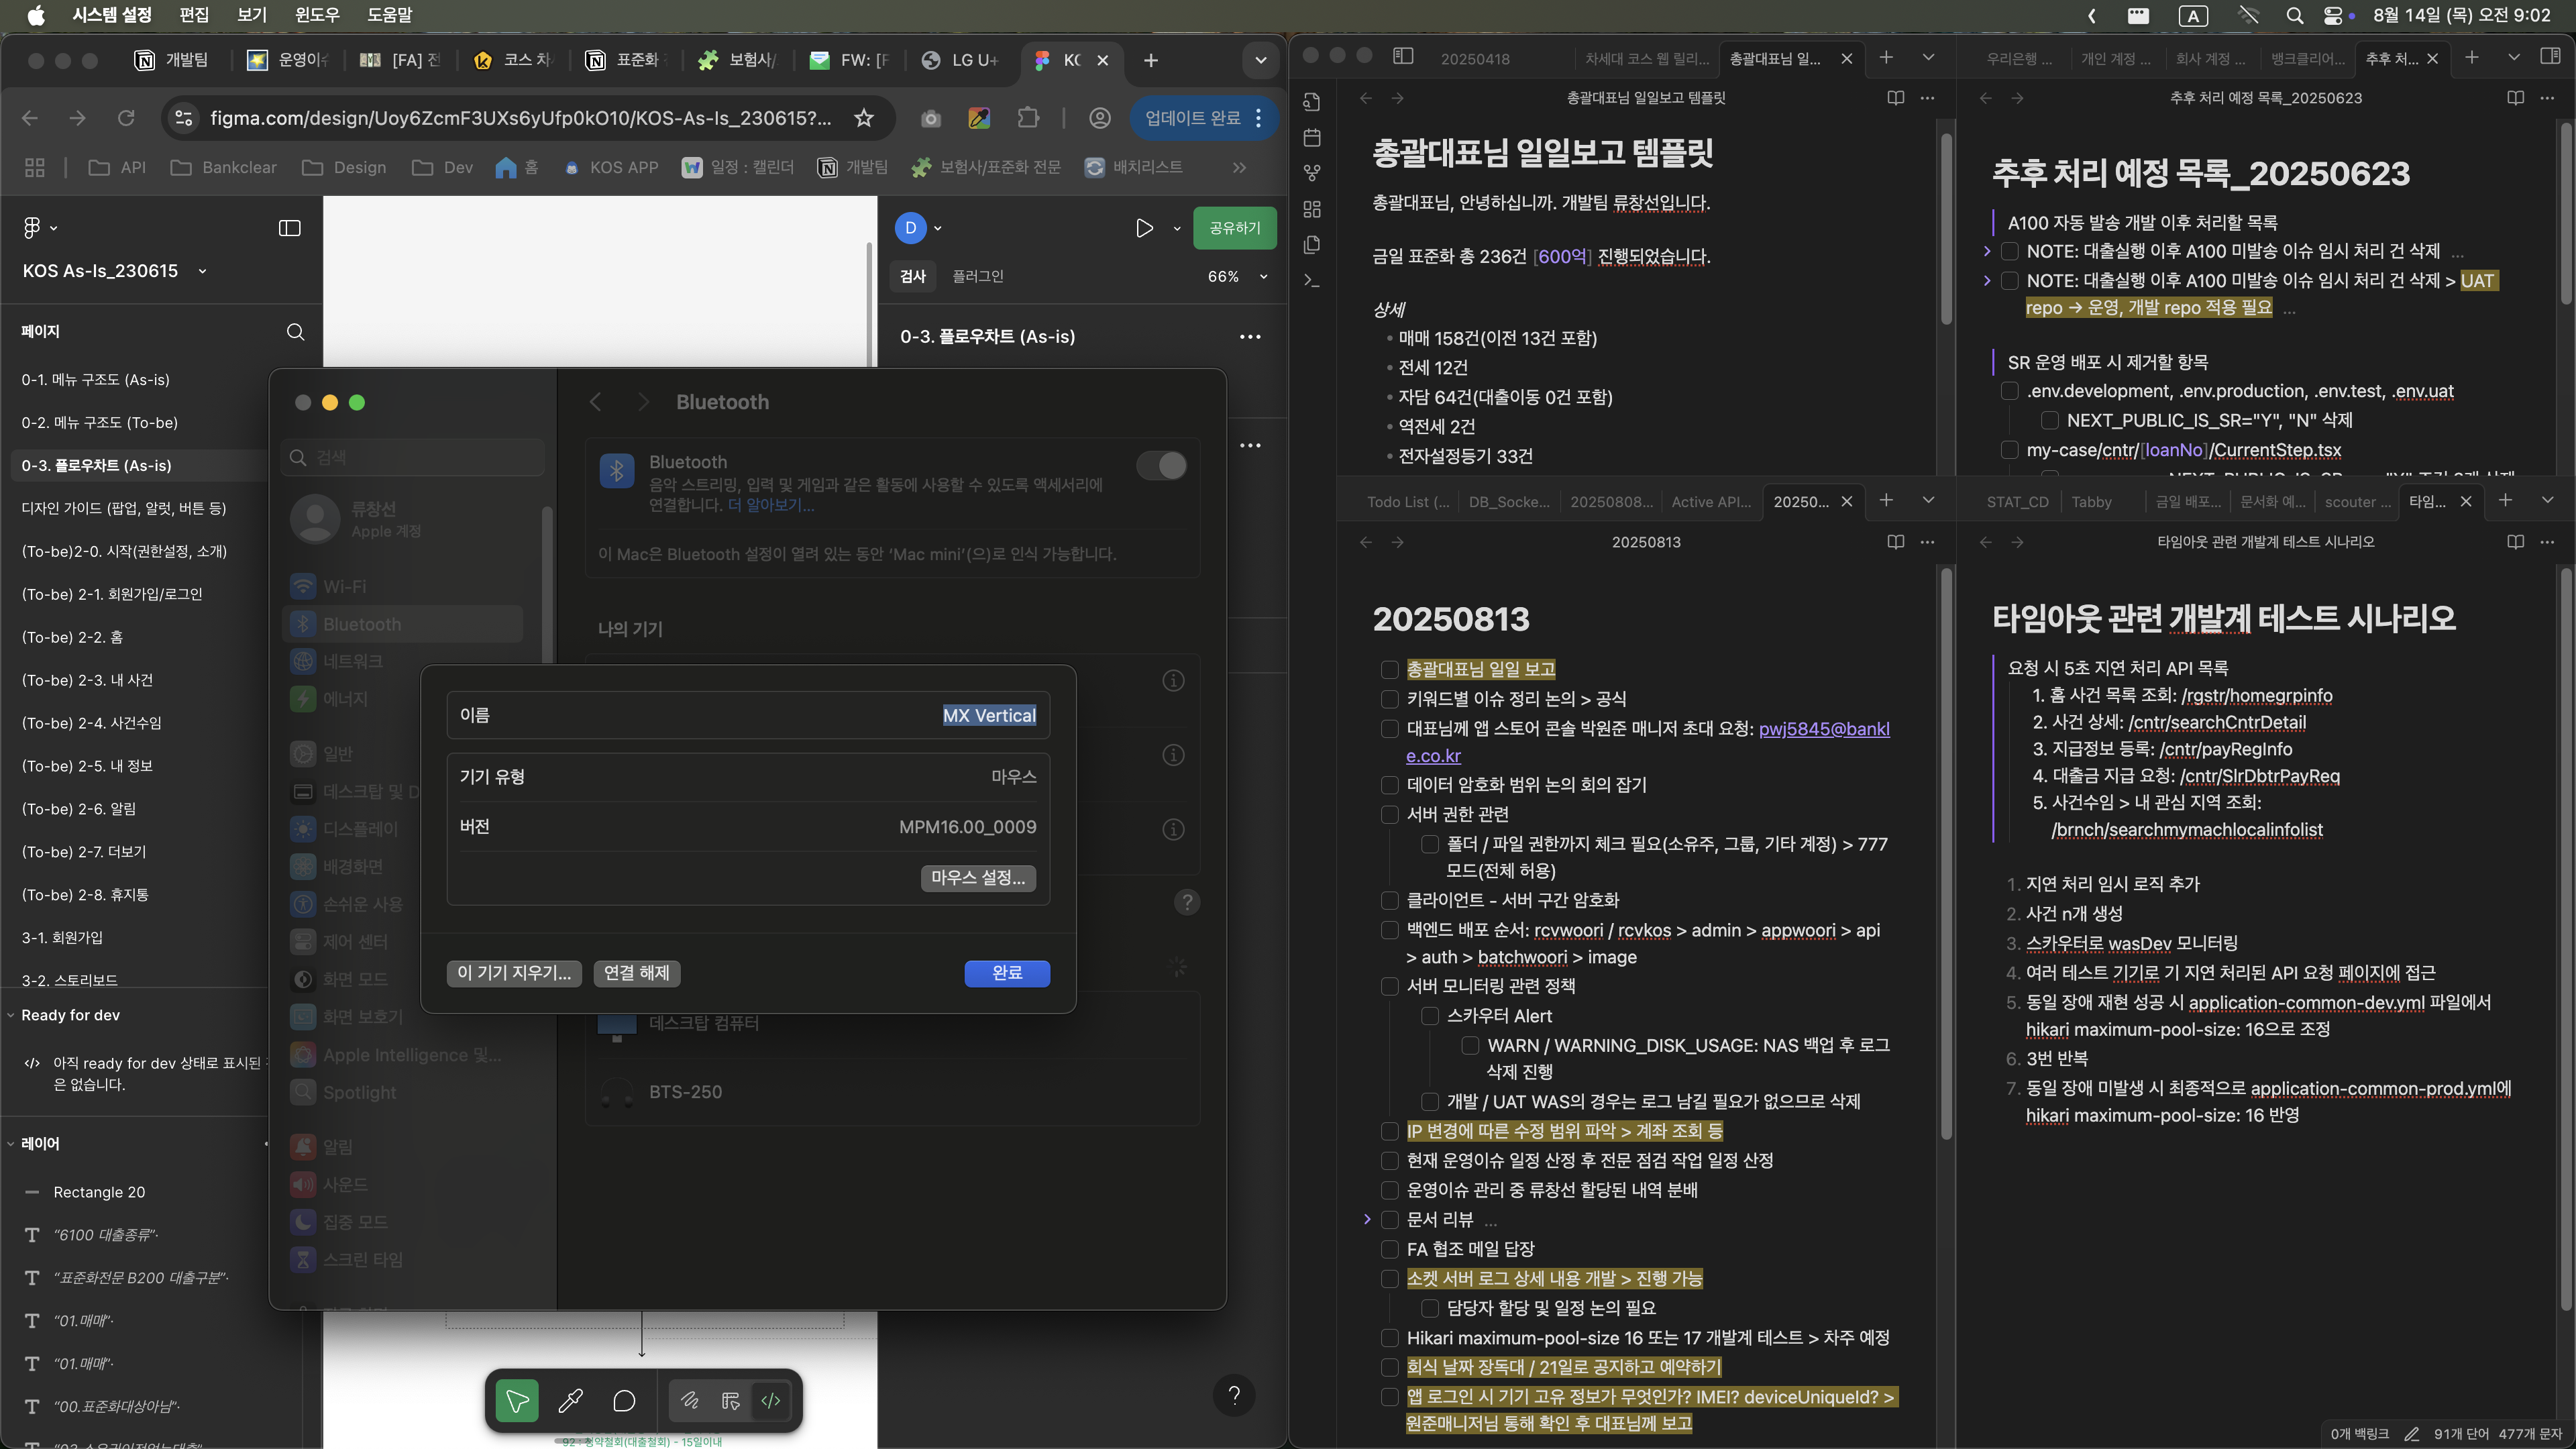 시스템 설정 편집 보기 윈도우 도움말
A 8월 14일 (목) 오전 9:02
개발팀 운영이 [FA] 전 코스 차 표준화 보험사/ FW: [F LG U+ KO
figma.com/design/Uoy6ZcmF3UXs6yUfp0kO10/KOS-As-Is_230615?...
업데이트 완료
API Bankclear Design Dev 홈 KOS APP 일정 : 캘린더 개발팀 보험사/표준화 전문 배치리스트
KOS As-Is_230615
페이지
0-1. 메뉴 구조도 (As-is)
0-2. 메뉴 구조도 (To-be)
0-3. 플로우차트 (As-is)
디자인 가이드 (팝업, 알럿, 버튼 등)
(To-be)2-0. 시작(권한설정, 소개)
(To-be) 2-1. 회원가입/로그인
(To-be) 2-2. 홈
(To-be) 2-3. 내 사건
(To-be) 2-4. 사건수임
(To-be) 2-5. 내 정보
(To-be) 2-6. 알림
(To-be) 2-7. 더보기
(To-be) 2-8. 휴지통
3-1. 회원가입
3-2. 스토리보드
Ready for dev
아직 ready for dev 상태로 표시된
은 없습니다.
레이어
Rectangle 20
“6100 대출종류”·
“표준화전문 B200 대출구분”·
“01.매매”·
“01.매매”·
“00.표준화대상아님”·
D
공유하기
검사 플러그인 66%
0-3. 플로우차트 (As-is)
92 : 청약철회(대출철회) - 15일이내
검색
류창선
Apple 계정
Wi-Fi
Bluetooth
네트워크
에너지
일반
데스크탑 및 D
디스플레이
배경화면
손쉬운 사용
제어 센터
화면 모드
화면 보호기
Apple Intelligence 및...
Spotlight
알림
사운드
집중 모드
스크린 타임
Bluetooth
Bluetooth
음악 스트리밍, 입력 및 게임과 같은 활동에 사용할 수 있도록 액세서리에
연결합니다. 더 알아보기...
이 Mac은 Bluetooth 설정이 열려 있는 동안 ‘Mac mini’(으)로 인식 가능합니다.
나의 기기
데스크탑 컴퓨터
BTS-250
이름 MX Vertical
기기 유형 마우스
버전 MPM16.00_0009
마우스 설정...
이 기기 지우기... 연결 해제 완료
20250418 차세대 코스 웹 릴리... 총괄대표님 일...
총괄대표님 일일보고 템플릿
총괄대표님 일일보고 템플릿
총괄대표님, 안녕하십니까. 개발팀 류창선입니다.
금일 표준화 총 236건 [600억] 진행되었습니다.
상세
• 매매 158건(이전 13건 포함)
• 전세 12건
• 자담 64건(대출이동 0건 포함)
• 역전세 2건
• 전자설정등기 33건
우리은행 ... 개인 계정 ... 회사 계정 ... 뱅크클리어... 추후 처...
추후 처리 예정 목록_20250623
추후 처리 예정 목록_20250623
A100 자동 발송 개발 이후 처리할 목록
NOTE: 대출실행 이후 A100 미발송 이슈 임시 처리 건 삭제 ...
NOTE: 대출실행 이후 A100 미발송 이슈 임시 처리 건 삭제 > UAT
repo → 운영, 개발 repo 적용 필요 ...
SR 운영 배포 시 제거할 항목
.env.development, .env.production, .env.test, .env.uat
NEXT_PUBLIC_IS_SR="Y", "N" 삭제
my-case/cntr/[loanNo]/CurrentStep.tsx
Todo List (... DB_Socke... 20250808... Active API... 20250...
20250813
20250813
총괄대표님 일일 보고
키워드별 이슈 정리 논의 > 공식
대표님께 앱 스토어 콘솔 박원준 매니저 초대 요청: pwj5845@bankl
e.co.kr
데이터 암호화 범위 논의 회의 잡기
서버 권한 관련
폴더 / 파일 권한까지 체크 필요(소유주, 그룹, 기타 계정) > 777
모드(전체 허용)
클라이언트 - 서버 구간 암호화
백엔드 배포 순서: rcvwoori / rcvkos > admin > appwoori > api
> auth > batchwoori > image
서버 모니터링 관련 정책
스카우터 Alert
WARN / WARNING_DISK_USAGE: NAS 백업 후 로그
삭제 진행
개발 / UAT WAS의 경우는 로그 남길 필요가 없으므로 삭제
IP 변경에 따른 수정 범위 파악 > 계좌 조회 등
현재 운영이슈 일정 산정 후 전문 점검 작업 일정 산정
운영이슈 관리 중 류창선 할당된 내역 분배
문서 리뷰 ...
FA 협조 메일 답장
소켓 서버 로그 상세 내용 개발 > 진행 가능
담당자 할당 및 일정 논의 필요
Hikari maximum-pool-size 16 또는 17 개발계 테스트 > 차주 예정
회식 날짜 장독대 / 21일로 공지하고 예약하기
앱 로그인 시 기기 고유 정보가 무엇인가? IMEI? deviceUniqueId? >
원준매니저님 통해 확인 후 대표님께 보고
STAT_CD Tabby 금일 배포... 문서화 예... scouter ... 타임...
타임아웃 관련 개발계 테스트 시나리오
타임아웃 관련 개발계 테스트 시나리오
요청 시 5초 지연 처리 API 목록
1. 홈 사건 목록 조회: /rgstr/homegrpinfo
2. 사건 상세: /cntr/searchCntrDetail
3. 지급정보 등록: /cntr/payRegInfo
4. 대출금 지급 요청: /cntr/SlrDbtrPayReq
5. 사건수임 > 내 관심 지역 조회:
/brnch/searchmymachlocalinfolist
1. 지연 처리 임시 로직 추가
2. 사건 n개 생성
3. 스카우터로 wasDev 모니터링
4. 여러 테스트 기기로 기 지연 처리된 API 요청 페이지에 접근
5. 동일 장애 재현 성공 시 application-common-dev.yml 파일에서
hikari maximum-pool-size: 16으로 조정
6. 3번 반복
7. 동일 장애 미발생 시 최종적으로 application-common-prod.yml에
hikari maximum-pool-size: 16 반영
0개 백링크 91개 단어 477개 문자